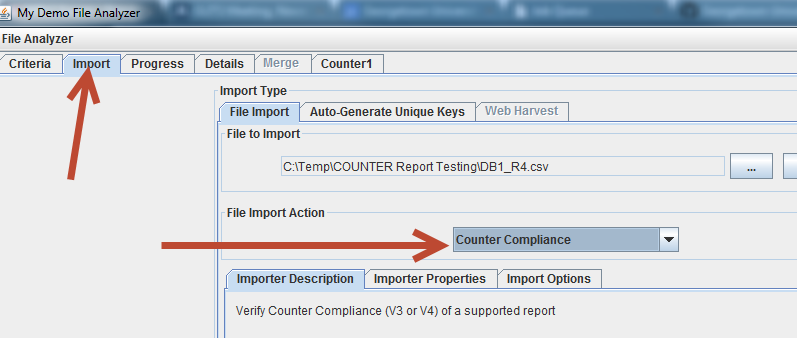 My Demo File Analyzer
File Analyzer
Criteria Import Progress Details Merge Counter1
Import Type
File Import Auto-Generate Unique Keys Web Harvest
File to Import
C:\Temp\COUNTER Report Testing\DB1_R4.csv ...
File Import Action
Counter Compliance
Importer Description Importer Properties Import Options
Verify Counter Compliance (V3 or V4) of a supported report